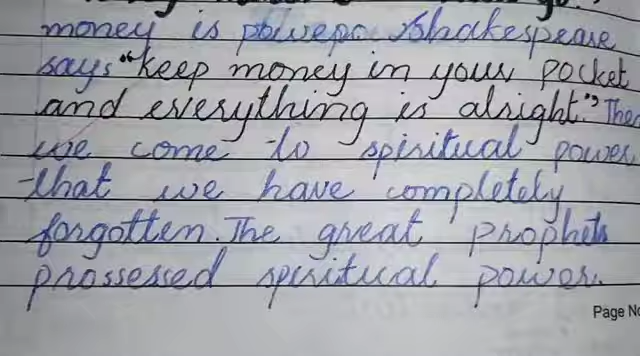 money is powepo. Shakespeare
says "keep money in your pocket
and everything is alright." Then
we come to spiritual power
that we have completely
forgotten. The great prophets
prossessed spiritual power.
Page No